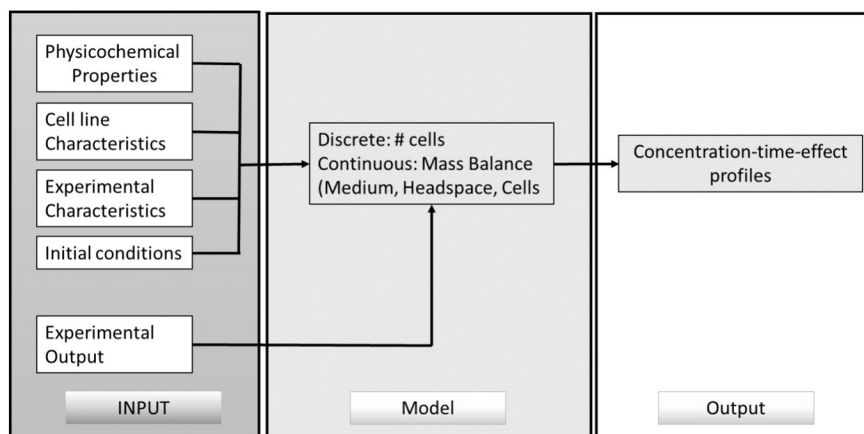 Physicochemical
Properties
Cell line
Characteristics
Experimental
Characteristics
Initial conditions
Experimental
Output
INPUT
Discrete: # cells
Continuous: Mass Balance
(Medium, Headspace, Cells
Model
Concentration-time-effect
profiles
Output